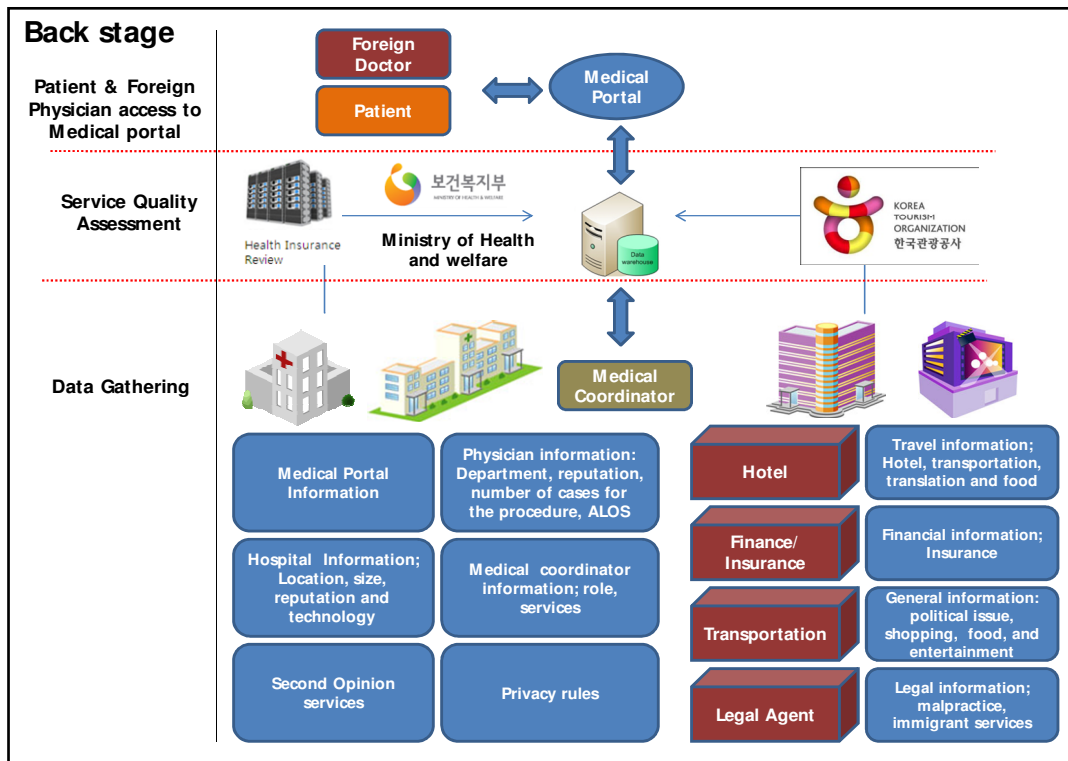 Back stage
Patient & Foreign
Physician access to
Medical portal
Foreign
Doctor
Patient
Medical
Portal
Service Quality
Assessment
Health Insurance
Review
보건복지부
MINISTRY OF HEALTH & WELFARE
Ministry of Health
and welfare
Data
warehouse
KOREA
TOURISM
ORGANIZATION
한국관광공사
Data Gathering
Medical
Coordinator
Medical Portal
Information
Physician information:
Department, reputation,
number of cases for
the procedure, ALOS
Hospital Information;
Location, size,
reputation and
technology
Medical coordinator
information; role,
services
Second Opinion
services
Privacy rules
Hotel
Travel information;
Hotel, transportation,
translation and food
Finance/
Insurance
Financial information;
Insurance
Transportation
General information:
political issue,
shopping, food, and
entertainment
Legal Agent
Legal information;
malpractice,
immigrant services